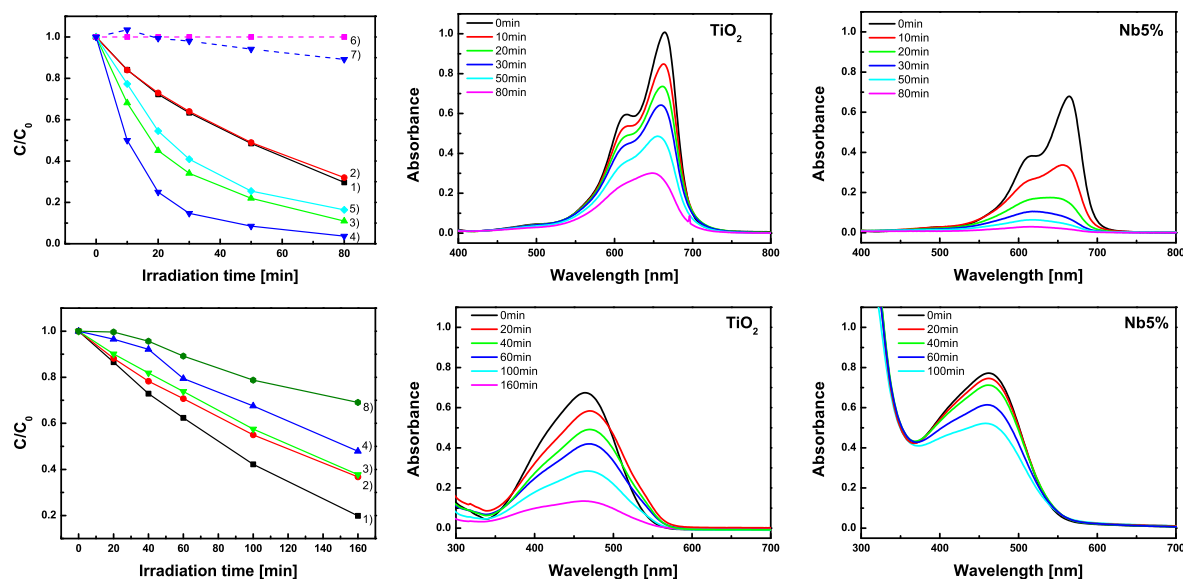 C/C0
1.0
0.8
0.6
0.4
0.2
0.0
6)
7)
2)
1)
5)
3)
4)
0 20 40 60 80
Irradiation time [min]
Absorbance
1.0
0.8
0.6
0.4
0.2
0.0
0min
10min
20min
30min
50min
80min
TiO2
400 500 600 700 800
Wavelength [nm]
Absorbance
1.0
0.8
0.6
0.4
0.2
0.0
0min
10min
20min
30min
50min
80min
Nb5%
400 500 600 700 800
Wavelength [nm]
C/C0
1.0
0.8
0.6
0.4
0.2
8)
4)
3)
2)
1)
0 20 40 60 80 100 120 140 160
Irradiation time [min]
Absorbance
1.0
0.8
0.6
0.4
0.2
0.0
0min
20min
40min
60min
100min
160min
TiO2
300 400 500 600 700
Wavelength [nm]
Absorbance
1.0
0.8
0.6
0.4
0.2
0.0
0min
20min
40min
60min
100min
Nb5%
300 400 500 600 700
Wavelength [nm]